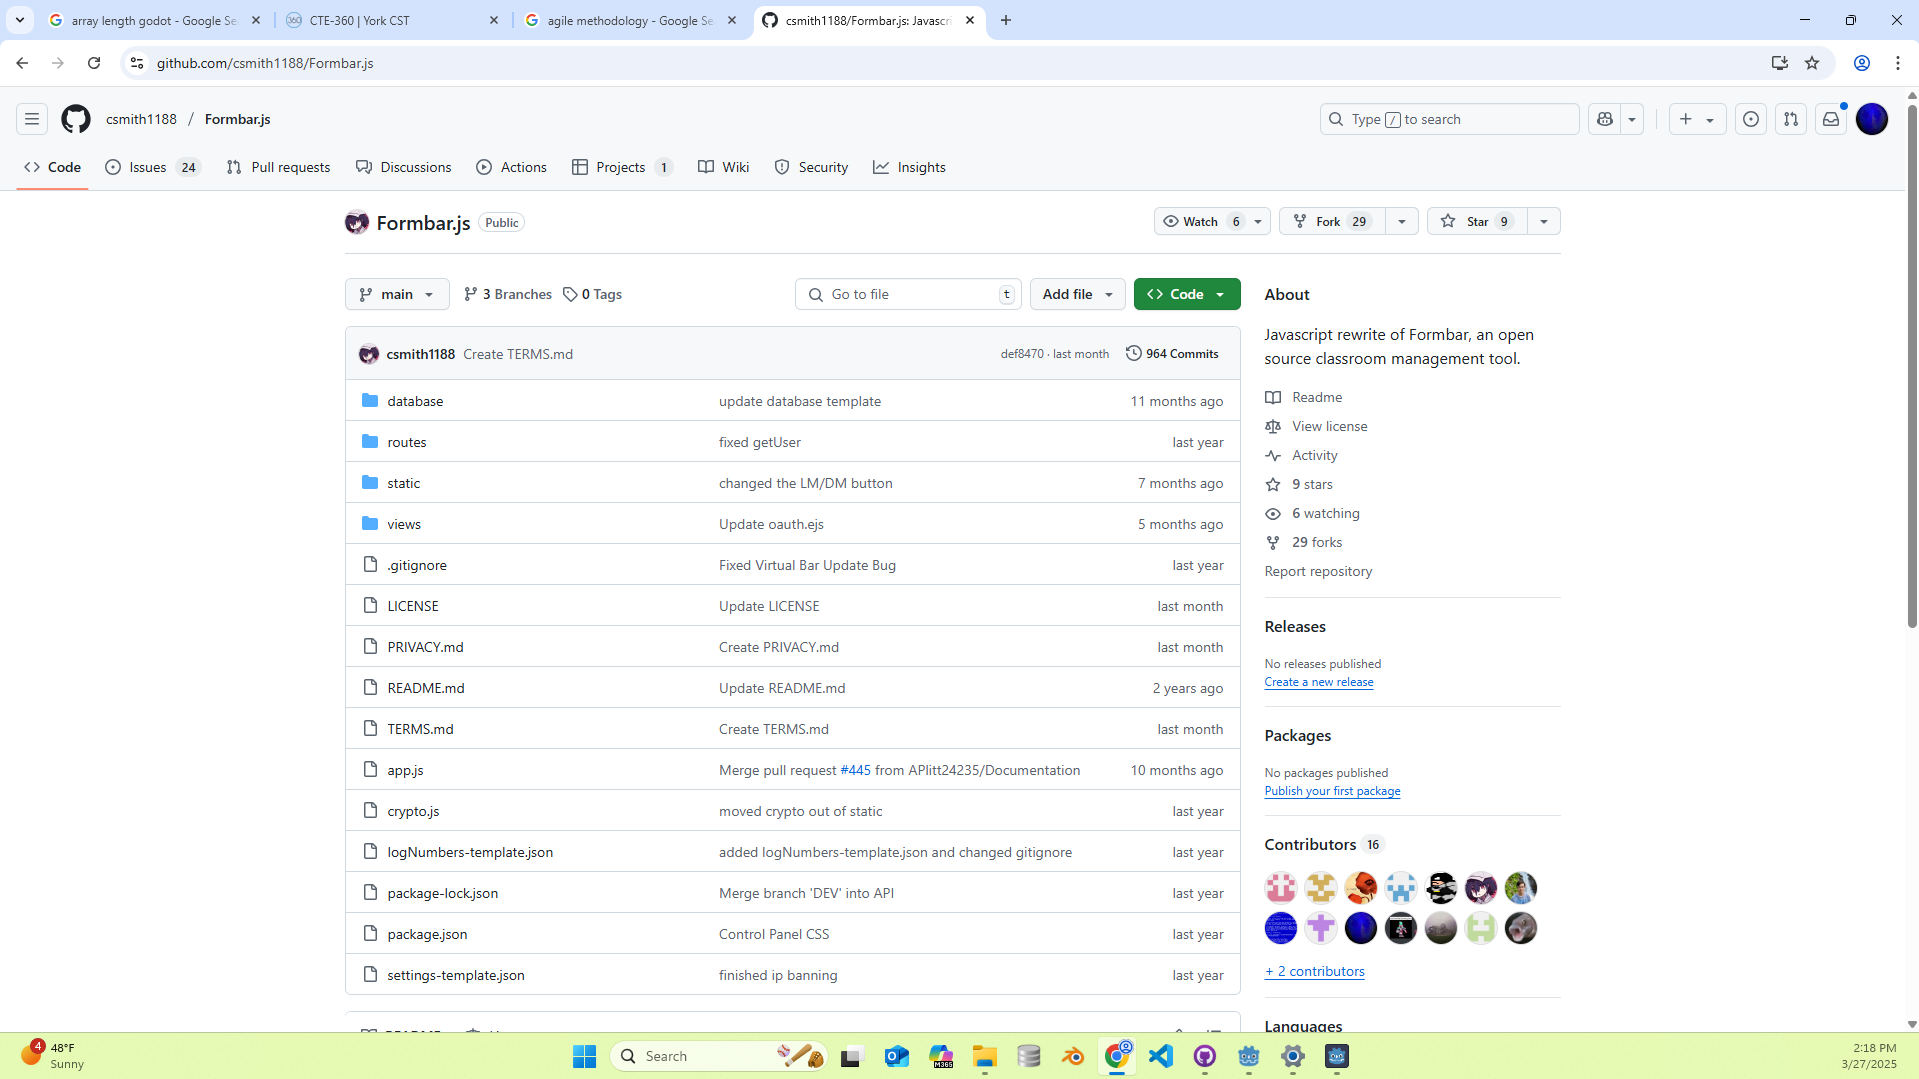 array length godot - Google Se
CTE-360 | York CST
agile methodology - Google Se
csmith1188/Formbar.js: Javascri
github.com/csmith1188/Formbar.js
csmith1188 / Formbar.js
Type / to search
Code
Issues 24
Pull requests
Discussions
Actions
Projects 1
Wiki
Security
Insights
Formbar.js Public
Watch 6
Fork 29
Star 9
main
3 Branches
0 Tags
Go to file t
Add file
Code
csmith1188 Create TERMS.md def8470 · last month 964 Commits
database update database template 11 months ago
routes fixed getUser last year
static changed the LM/DM button 7 months ago
views Update oauth.ejs 5 months ago
.gitignore Fixed Virtual Bar Update Bug last year
LICENSE Update LICENSE last month
PRIVACY.md Create PRIVACY.md last month
README.md Update README.md 2 years ago
TERMS.md Create TERMS.md last month
app.js Merge pull request #445 from APlitt24235/Documentation 10 months ago
crypto.js moved crypto out of static last year
logNumbers-template.json added logNumbers-template.json and changed gitignore last year
package-lock.json Merge branch 'DEV' into API last year
package.json Control Panel CSS last year
settings-template.json finished ip banning last year
About
Javascript rewrite of Formbar, an open
source classroom management tool.
Readme
View license
Activity
9 stars
6 watching
29 forks
Report repository
Releases
No releases published
Create a new release
Packages
No packages published
Publish your first package
Contributors 16
+ 2 contributors
Languages
4
48°F
Sunny
Search
M365
2:18 PM
3/27/2025